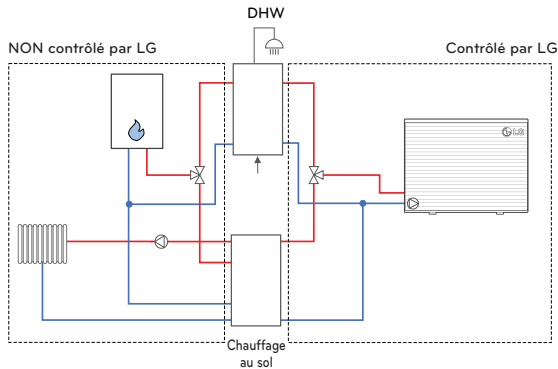 DHW
NON contrôlé par LG
Contrôlé par LG
LG
Chauffage
au sol